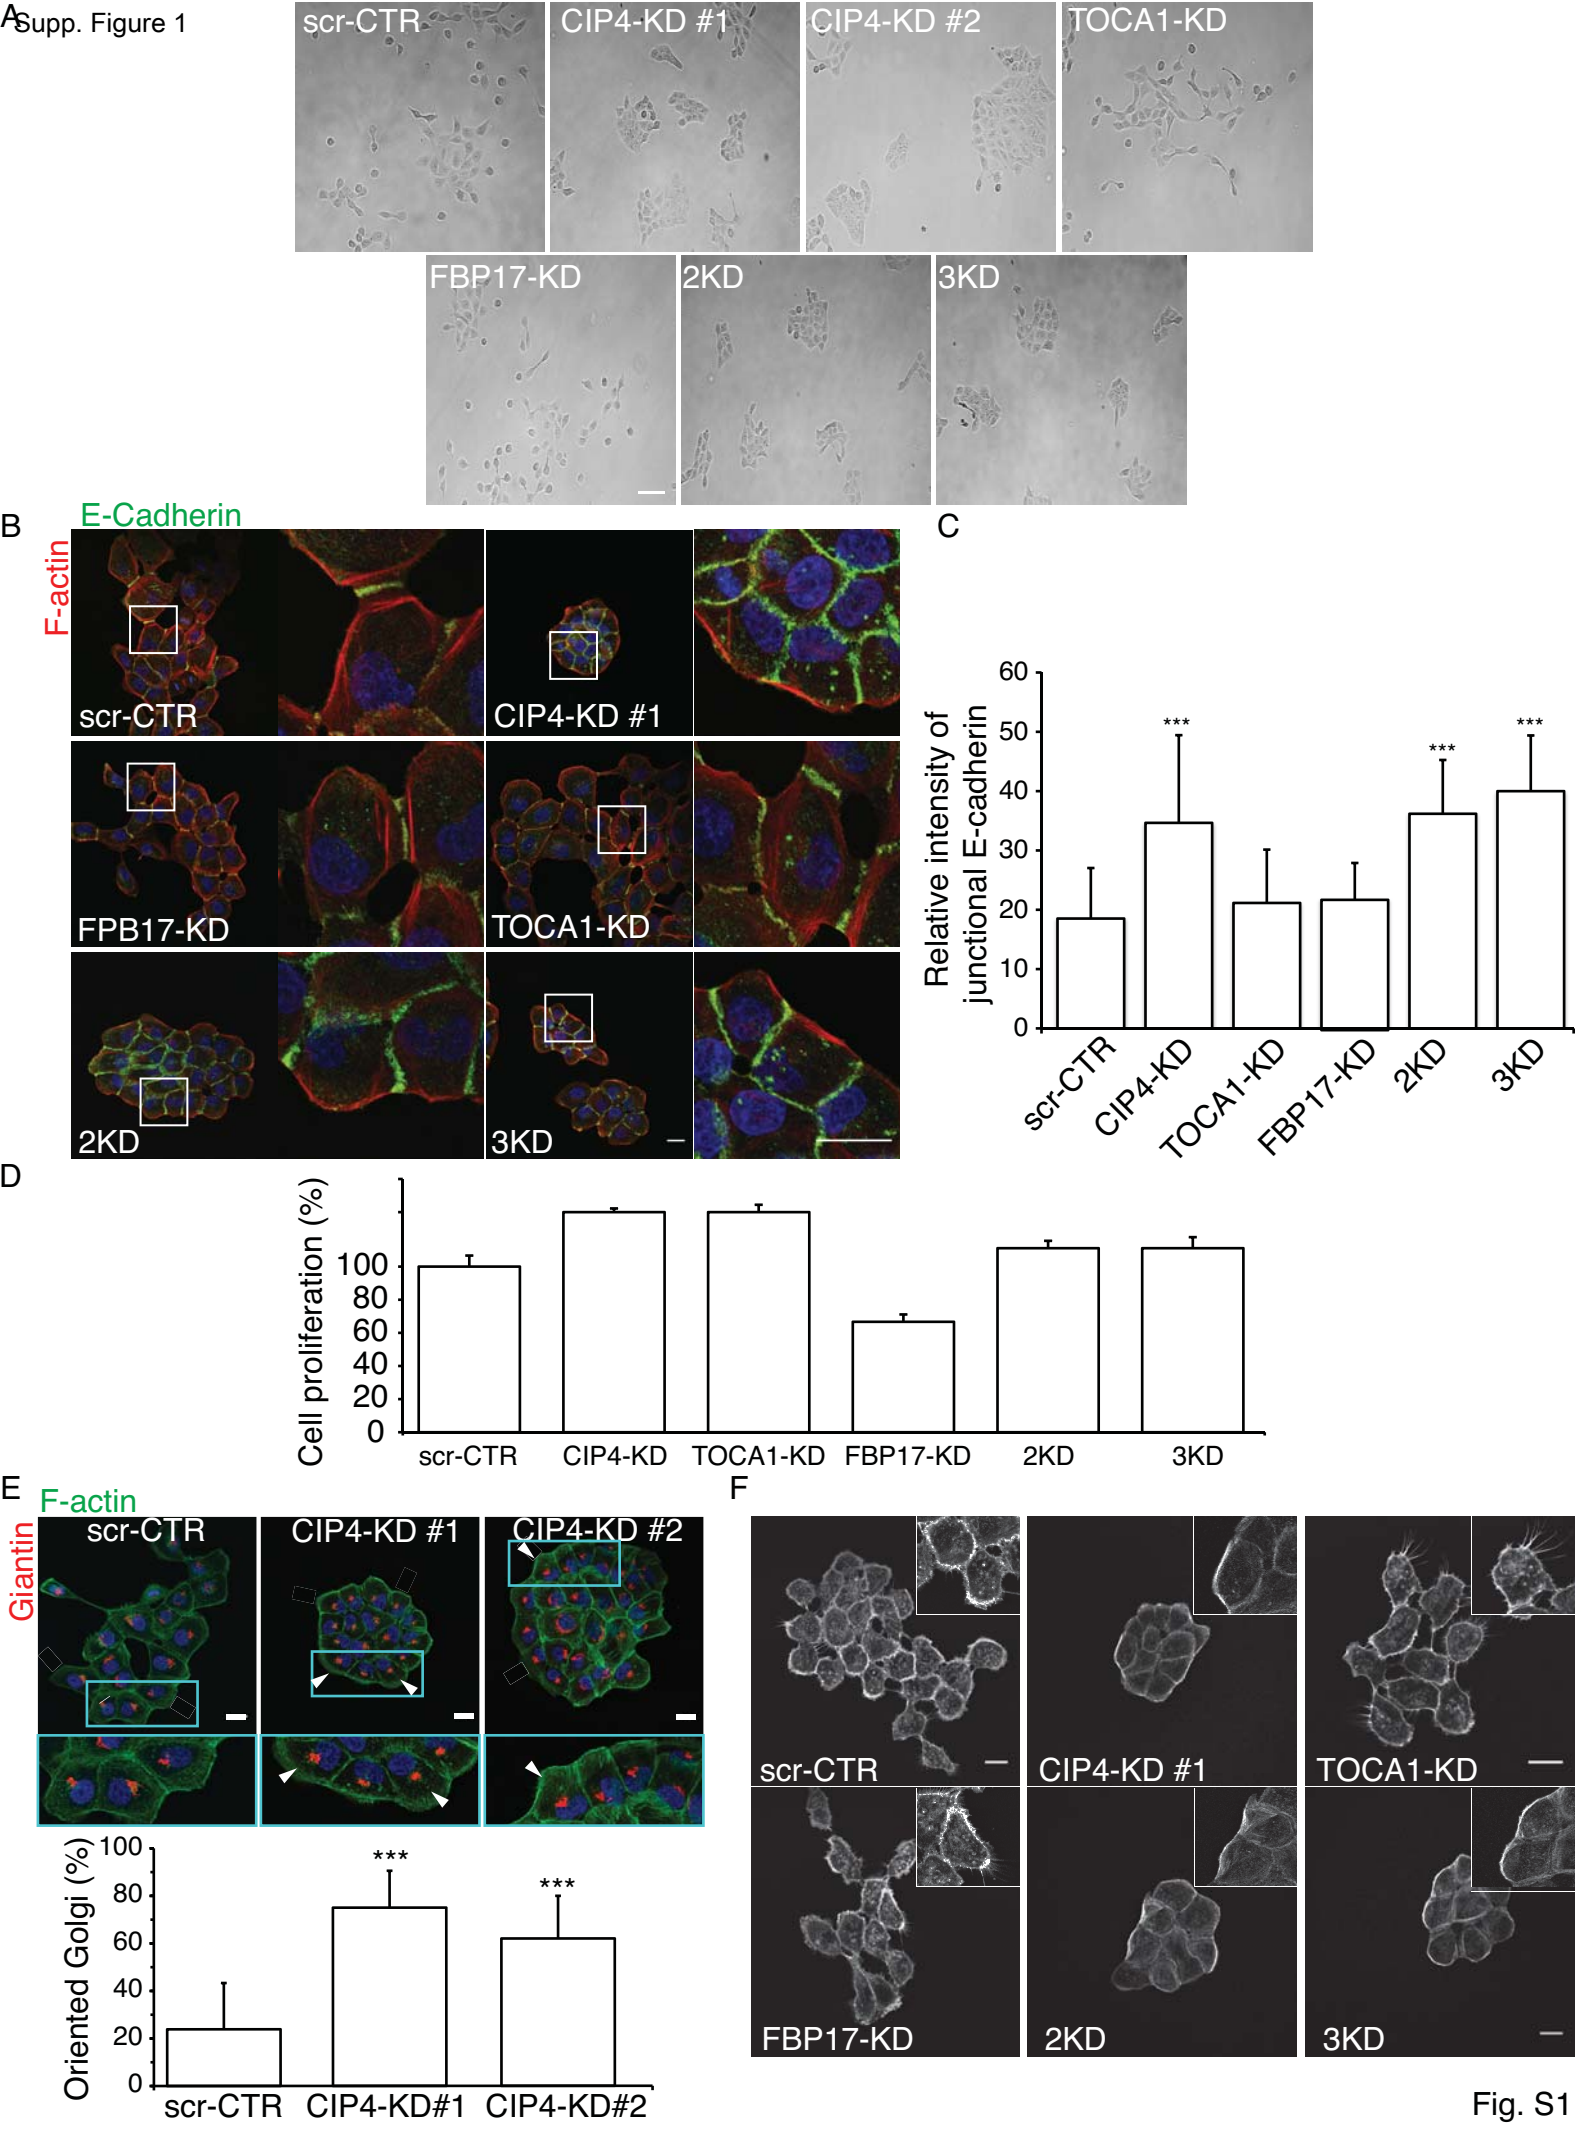 A
Supp. Figure 1
scr-CTR
CIP4-KD #1
CIP4-KD #2
TOCA1-KD
FBP17-KD
2KD
3KD
B
E-Cadherin
F-actin
scr-CTR
CIP4-KD #1
FPB17-KD
TOCA1-KD
2KD
3KD
C
Relative intensity of
junctional E-cadherin
60
50
40
30
20
10
0
***
***
***
scr-CTR
CIP4-KD
TOCA1-KD
FBP17-KD
2KD
3KD
D
Cell proliferation (%)
100
80
60
40
20
0
scr-CTR
CIP4-KD
TOCA1-KD
FBP17-KD
2KD
3KD
E
F-actin
Giantin
scr-CTR
CIP4-KD #1
CIP4-KD #2
Oriented Golgi (%)
100
80
60
40
20
0
***
***
scr-CTR
CIP4-KD#1
CIP4-KD#2
F
scr-CTR
CIP4-KD #1
TOCA1-KD
FBP17-KD
2KD
3KD
Fig. S1